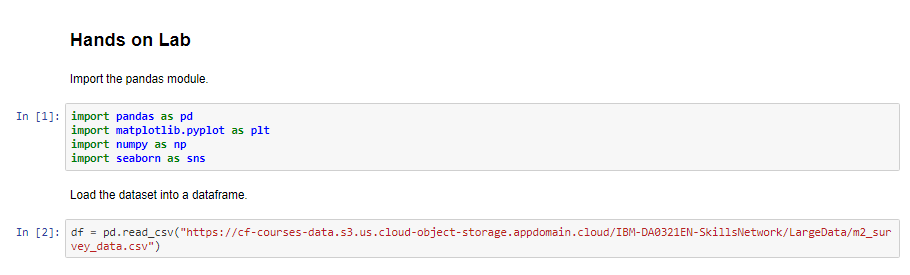 Hands on Lab
Import the pandas module.
In [1]: import pandas as pd
import matplotlib.pyplot as plt
import numpy as np
import seaborn as sns
Load the dataset into a dataframe.
In [2]: df = pd.read_csv("https://cf-courses-data.s3.us.cloud-object-storage.appdomain.cloud/IBM-DA0321EN-SkillsNetwork/LargeData/m2_sur
vey_data.csv")